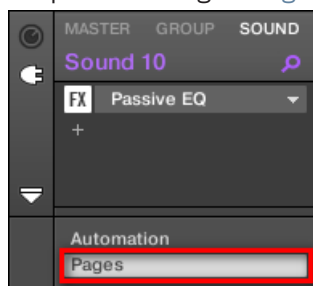 MASTER GROUP SOUND
Sound 10
FX Passive EQ
+
Automation
Pages